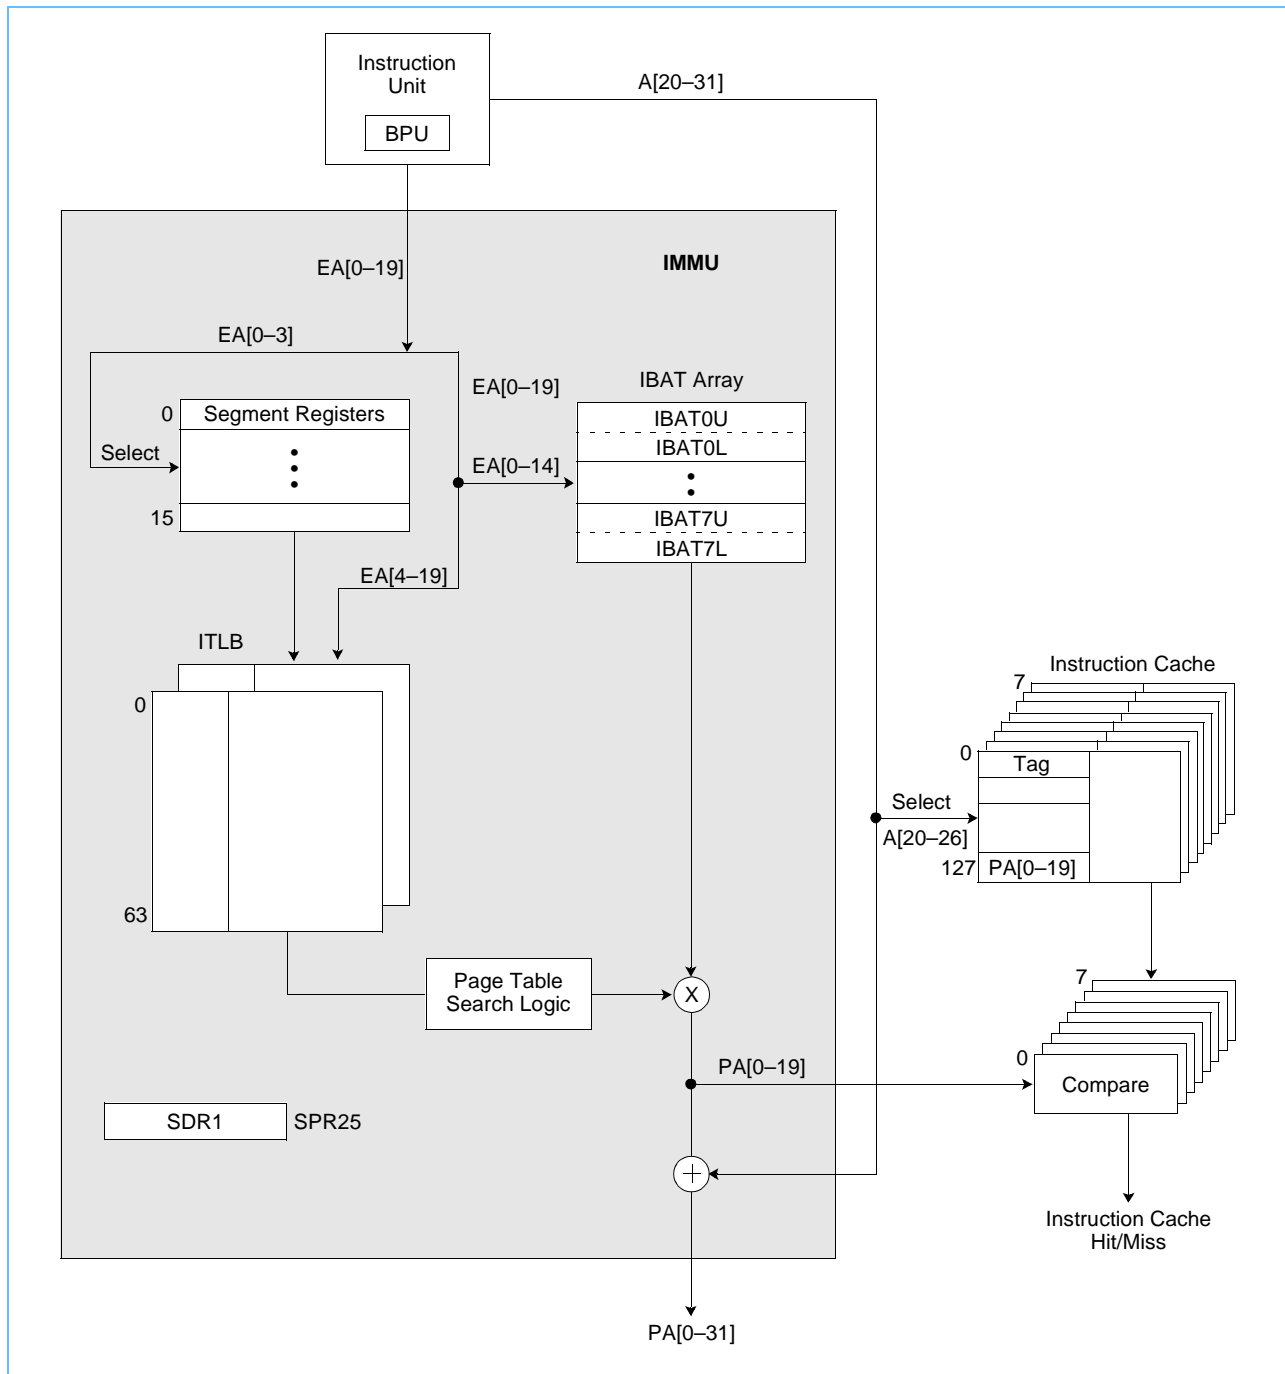 Instruction
Unit
BPU
A[20–31]
IMMU
EA[0–19]
EA[0–3]
EA[0–19]
IBAT Array
0
Segment Registers
IBAT0U
IBAT0L
Select
EA[0–14]
15
IBAT7U
IBAT7L
EA[4–19]
ITLB
0
63
Instruction Cache
7
0
Tag
Select
A[20–26]
127
PA[0–19]
Page Table
Search Logic
X
7
0
PA[0–19]
Compare
SDR1
SPR25
+
Instruction Cache
Hit/Miss
PA[0–31]